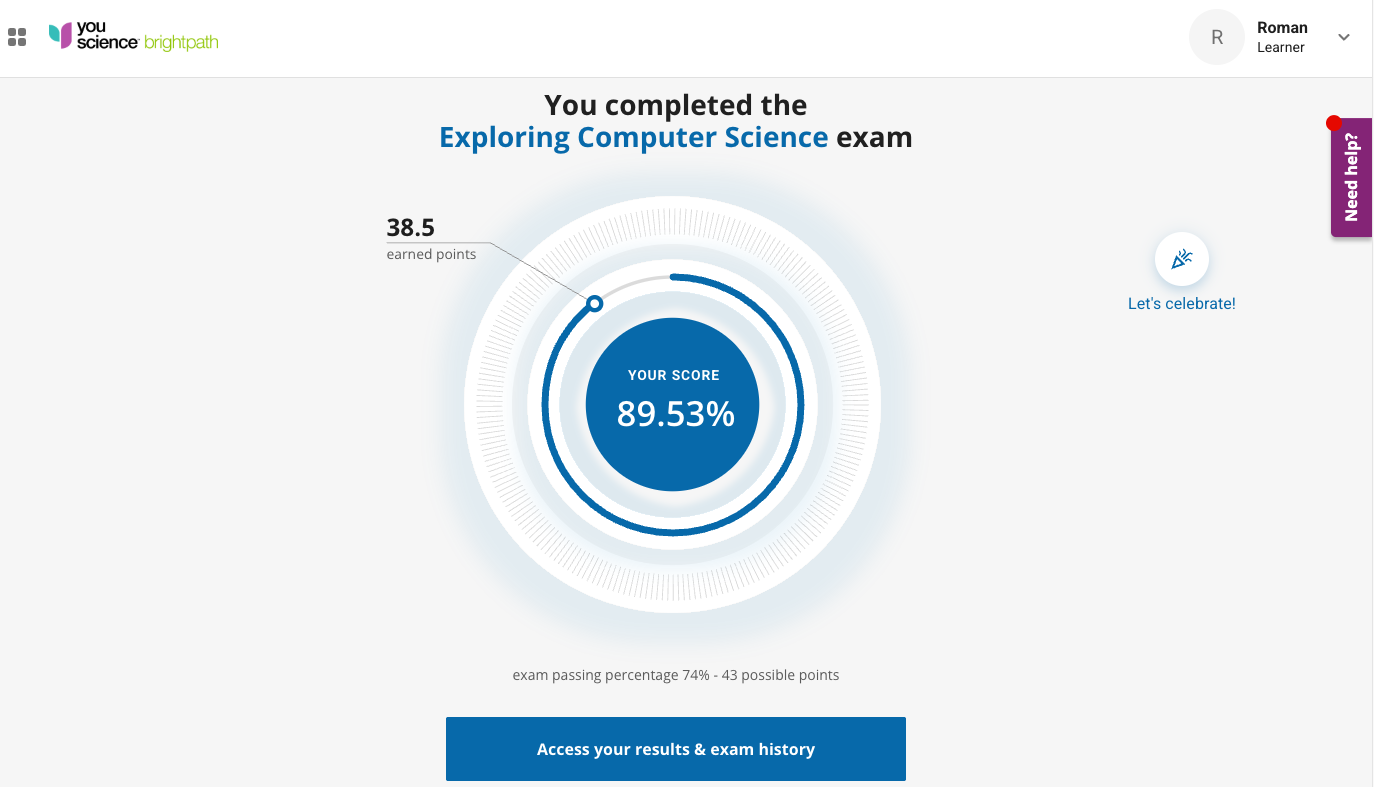 you
science brightpath
R
Roman
Learner
You completed the
Exploring Computer Science exam
Need help?
38.5
earned points
Let's celebrate!
YOUR SCORE
89.53%
exam passing percentage 74% - 43 possible points
Access your results & exam history